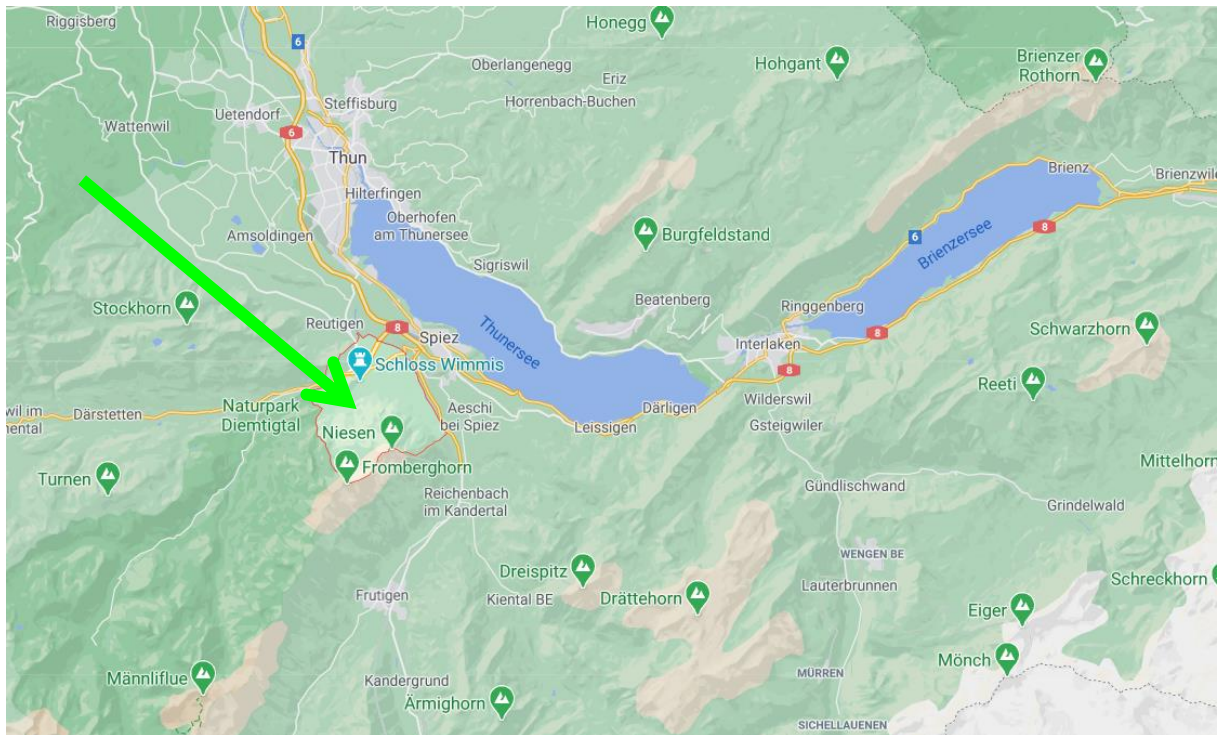 Riggisberg
6
Honegg
Oberlangenegg
Eriz
Hohgant
Brienzer
Rothorn
Steffisburg
Horrenbach-Buchen
Uetendorf
Wattenwil
6
Thun
Brienz
Brienzwile
Hilterfingen
Oberhofen
am Thunersee
Amsoldingen
Burgfeldstand
6
8
Brienzersee
Sigriswil
Stockhorn
Beatenberg
Ringgenberg
Reutigen
8
Spiez
Thunersee
Interlaken
8
Schwarzhorn
Schloss Wimmis
8
Reeti
wil im
nental
Därstetten
Naturpark
Diemtigtal
Aeschi
bei Spiez
Däriligen
Wilderswil
Leissigen
Gsteigwiler
Niesen
Fromberghorn
Turnen
Mittelhorn
Reichenbach
im Kandertal
Gündlischwand
Grindelwald
WENGEN BE
Dreispitz
Schreckhorn
Frutigen
Kiental BE
Drättehorn
Lauterbrunnen
Eiger
Männliflue
Kandergrund
MÜRREN
Mönch
Ärmighorn
SICHELLAUENEN